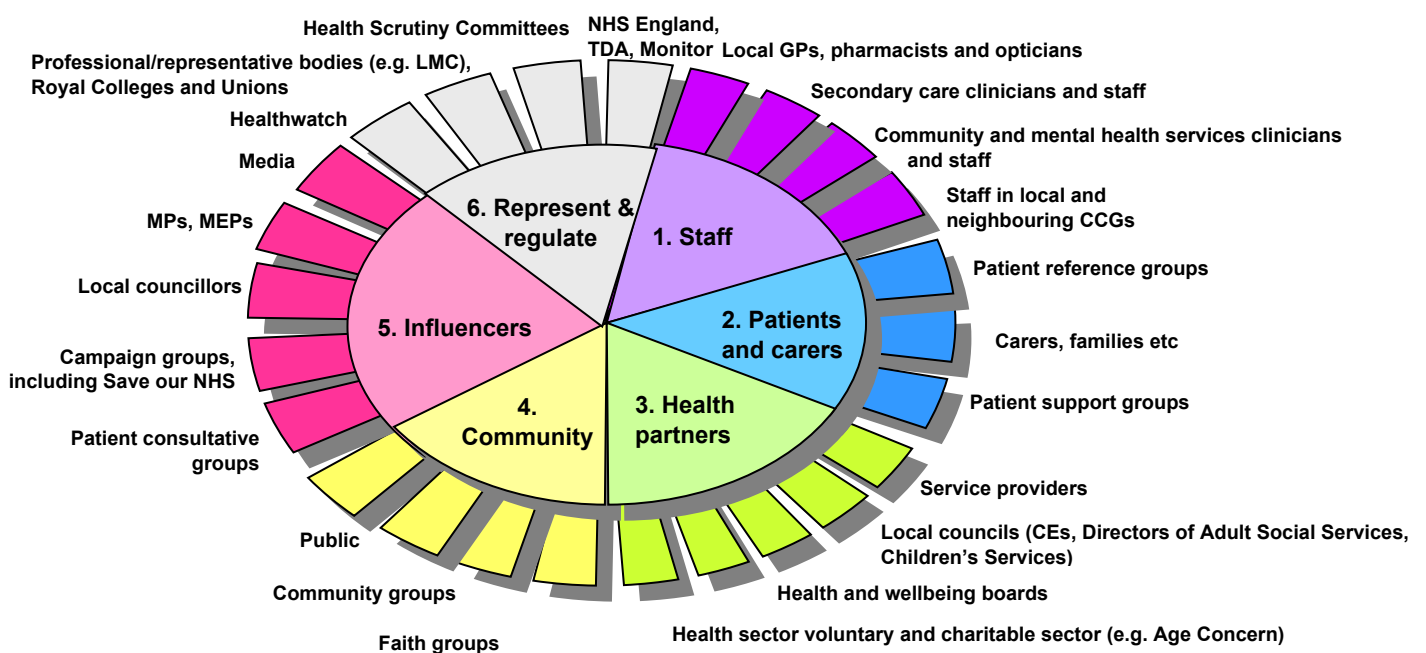 Health Scrutiny Committees
NHS England,
TDA, Monitor
Local GPs, pharmacists and opticians
Professional/representative bodies (e.g. LMC),
Royal Colleges and Unions
Secondary care clinicians and staff
Healthwatch
Community and mental health services clinicians
and staff
Media
Staff in local and
neighbouring CCGs
MPs, MEPs
6. Represent &
regulate
1. Staff
Patient reference groups
Local councillors
5. Influencers
2. Patients
and carers
Carers, families etc
Campaign groups,
including Save our NHS
4.
Community
3. Health
partners
Patient support groups
Patient consultative
groups
Service providers
Public
Local councils (CEs, Directors of Adult Social Services,
Children’s Services)
Community groups
Health and wellbeing boards
Faith groups
Health sector voluntary and charitable sector (e.g. Age Concern)